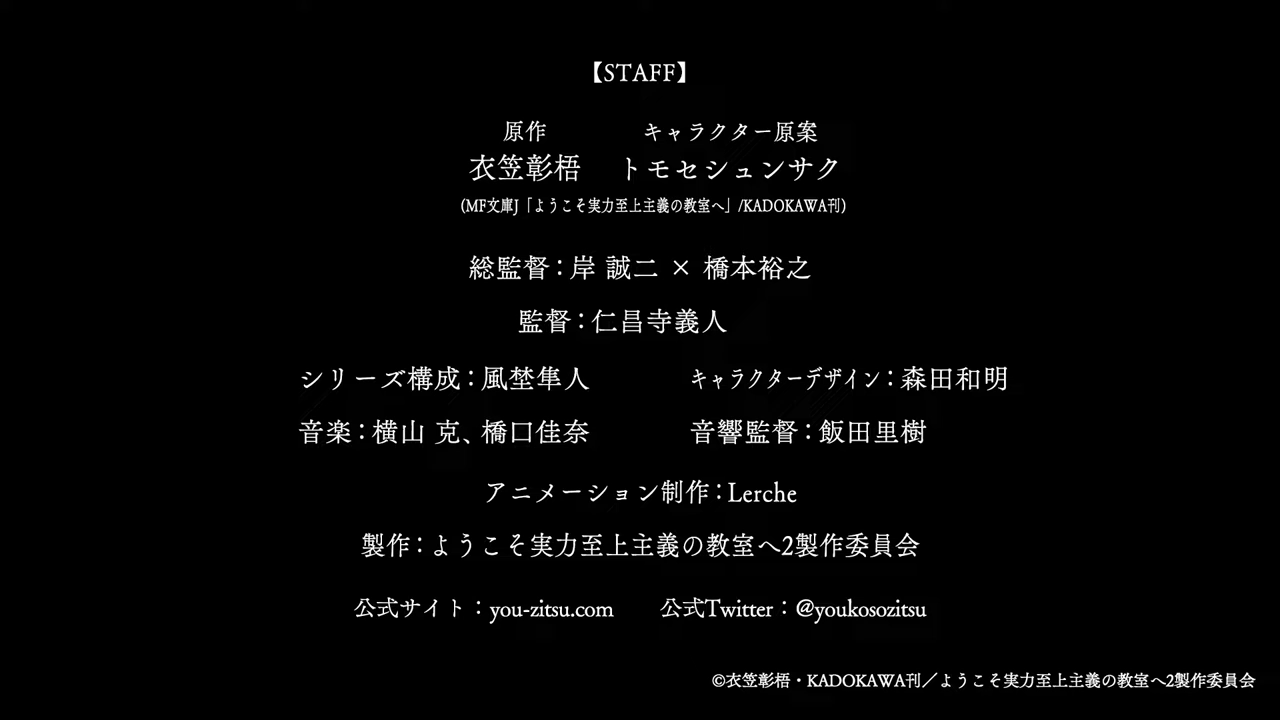 【STAFF】
原作 キャラクター原案
衣笠彰梧 トモセシュンサク
(MF文庫J「ようこそ実力至上主義の教室へ」/KADOKAWA刊)
総監督：岸 誠二 × 橋本裕之
監督：仁昌寺義人
シリーズ構成：風埜隼人 キャラクターデザイン：森田和明
音楽：横山 克、橋口佳奈 音響監督：飯田里樹
アニメーション制作：Lerche
製作：ようこそ実力至上主義の教室へ2製作委員会
公式サイト：you-zitsu.com 公式Twitter：@youkosozitsu
©衣笠彰梧・KADOKAWA刊／ようこそ実力至上主義の教室へ2製作委員会